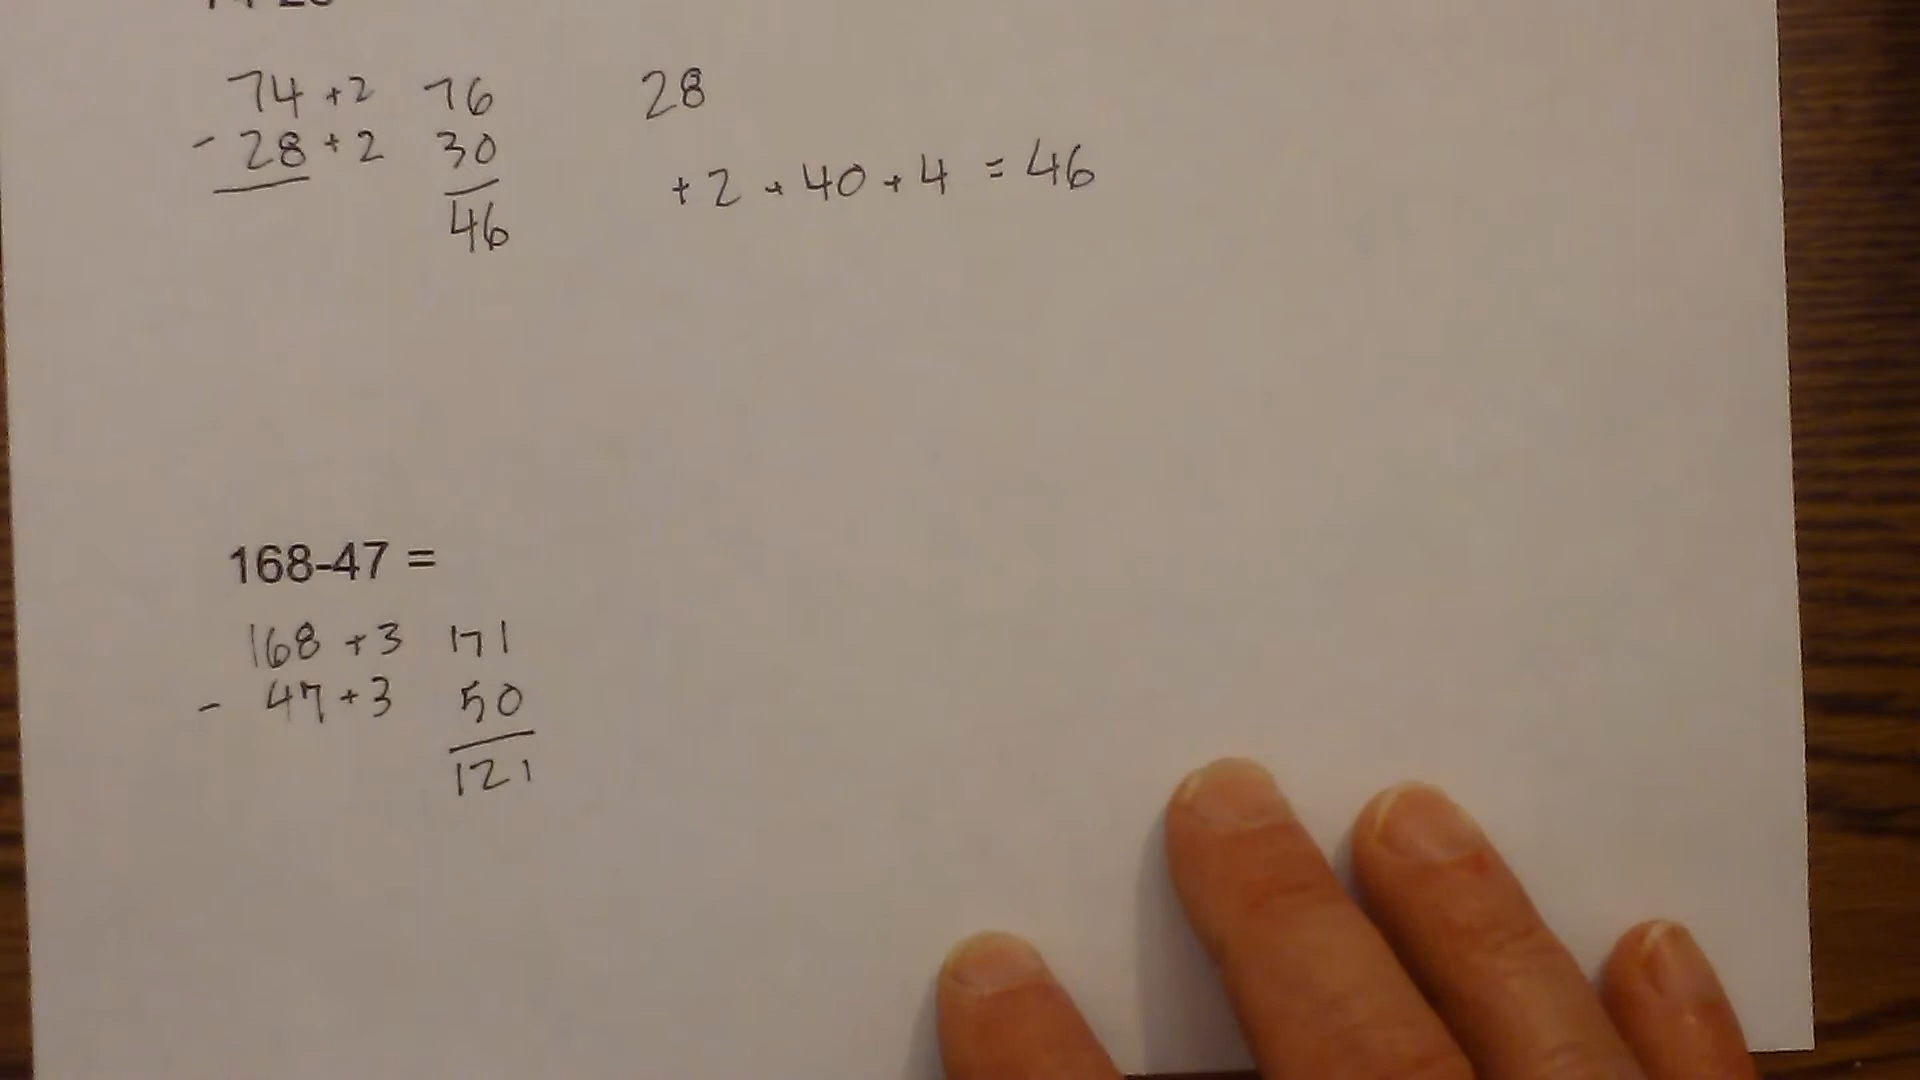 74 +2 76
- 28 + 2 30
46
28
+ 2 + 40 + 4 = 46
168-47 =
168 + 3 171
- 47 + 3 50
121